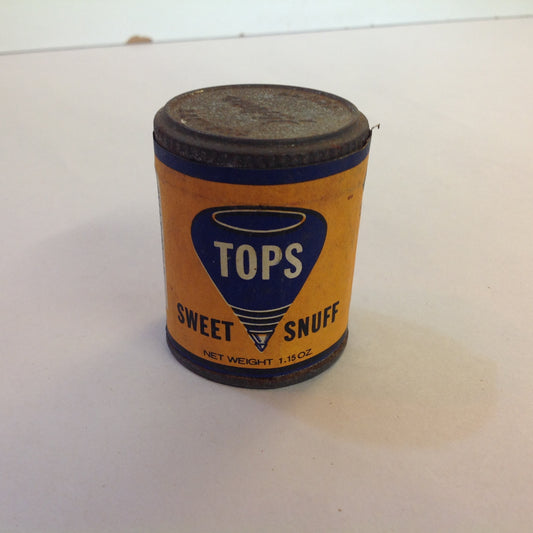 TOPS
SWEET SNUFF
NET WEIGHT 1.15 OZ.